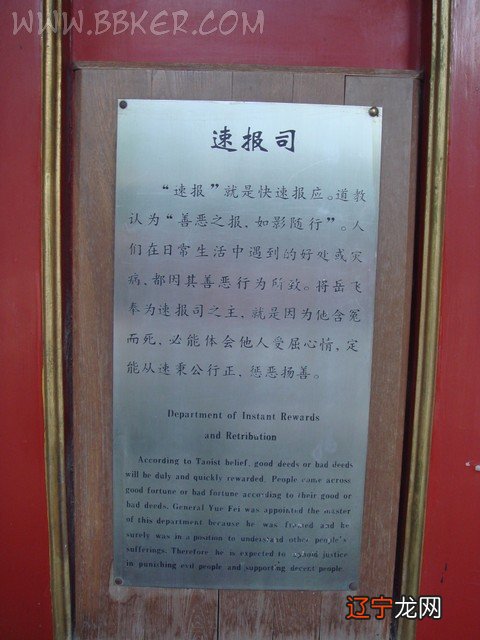 WWW.BBKER.COM
速报司
“速报”就是快速报应。道教
认为“善恶之报，如影随行”。人
们在日常生活中遇到的好处或灾
病，都因其善恶行为所致。将岳飞
奉为速报司之主，就是因为他含冤
而死，必能体会他人受屈心情，定
能从速秉公行正，惩恶扬善。
Department of Instant Rewards
and Retribution
According to Taoist belief, good deeds or bad deeds
will be duly and quickly rewarded. People came across
good fortune or bad fortune according to their good or
bad deeds. General Yue Fei was appointed the master
of this department because he was framed and he
surely was in a position to understand other people's
sufferings. Therefore he is expected to uphold justice
in punishing evil people and supporting decent people.
辽宁龙网